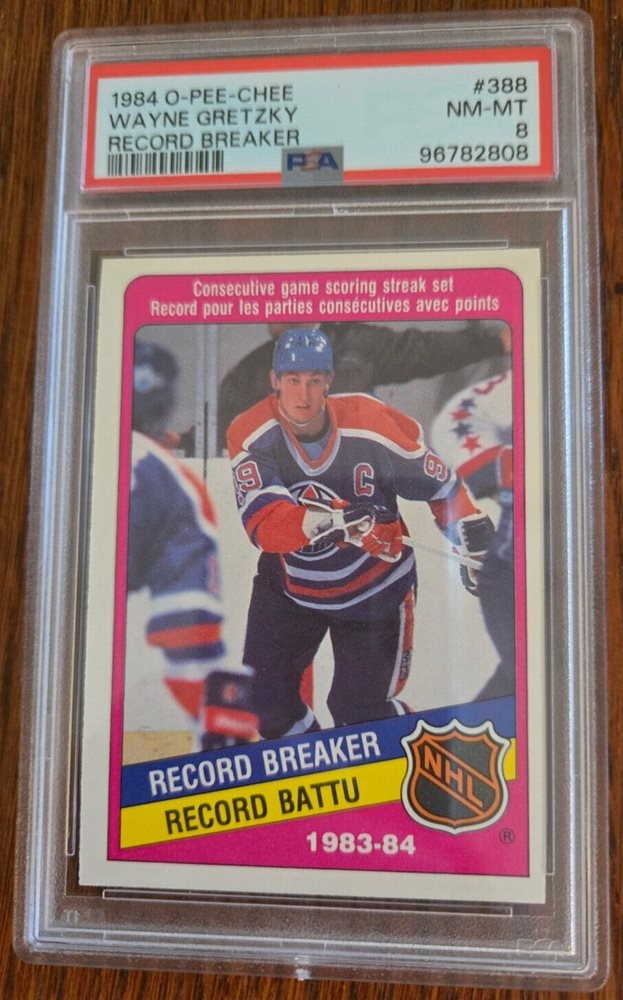 1984 O-PEE-CHEE #388
WAYNE GRETZKY NM-MT
RECORD BREAKER 8
PSA 96782808
Consecutive game scoring streak set
Record pour les parties consécutives avec points
99 C 99
RECORD BREAKER
RECORD BATTU
NHL
1983-84 ®